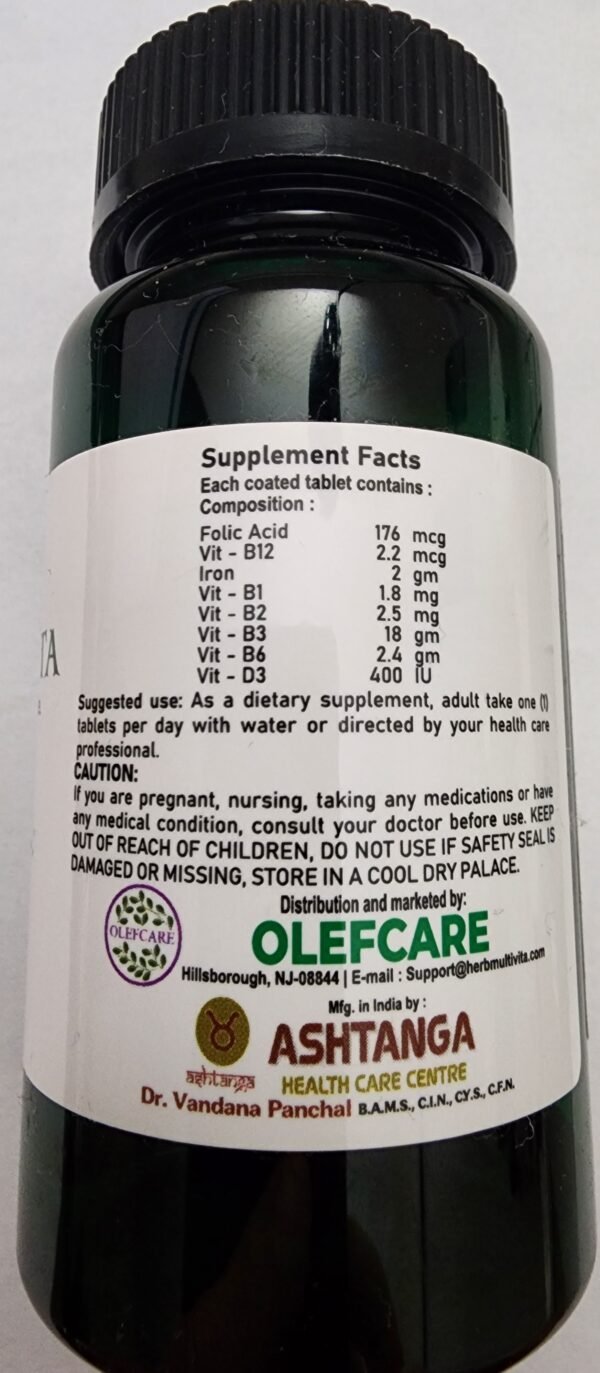 TA
Supplement Facts
Each coated tablet contains :
Composition :
Folic Acid 176 mcg
Vit - B12 2.2 mcg
Iron 2 gm
Vit - B1 1.8 mg
Vit - B2 2.5 mg
Vit - B3 18 gm
Vit - B6 2.4 gm
Vit - D3 400 IU
Suggested use: As a dietary supplement, adult take one (1)
tablets per day with water or directed by your health care
professional.
CAUTION:
If you are pregnant, nursing, taking any medications or have
any medical condition, consult your doctor before use. KEEP
OUT OF REACH OF CHILDREN, DO NOT USE IF SAFETY SEAL IS
DAMAGED OR MISSING, STORE IN A COOL DRY PALACE.
Distribution and marketed by:
OLEFCARE
OLEFCARE
Hillsborough, NJ-08844 | E-mail : Support@herbmultivita.com
Mfg. in India by :
ASHTANGA
ashtanga
HEALTH CARE CENTRE
Dr. Vandana Panchal B.A.M.S., C.I.N., CY.S., C.F.N.